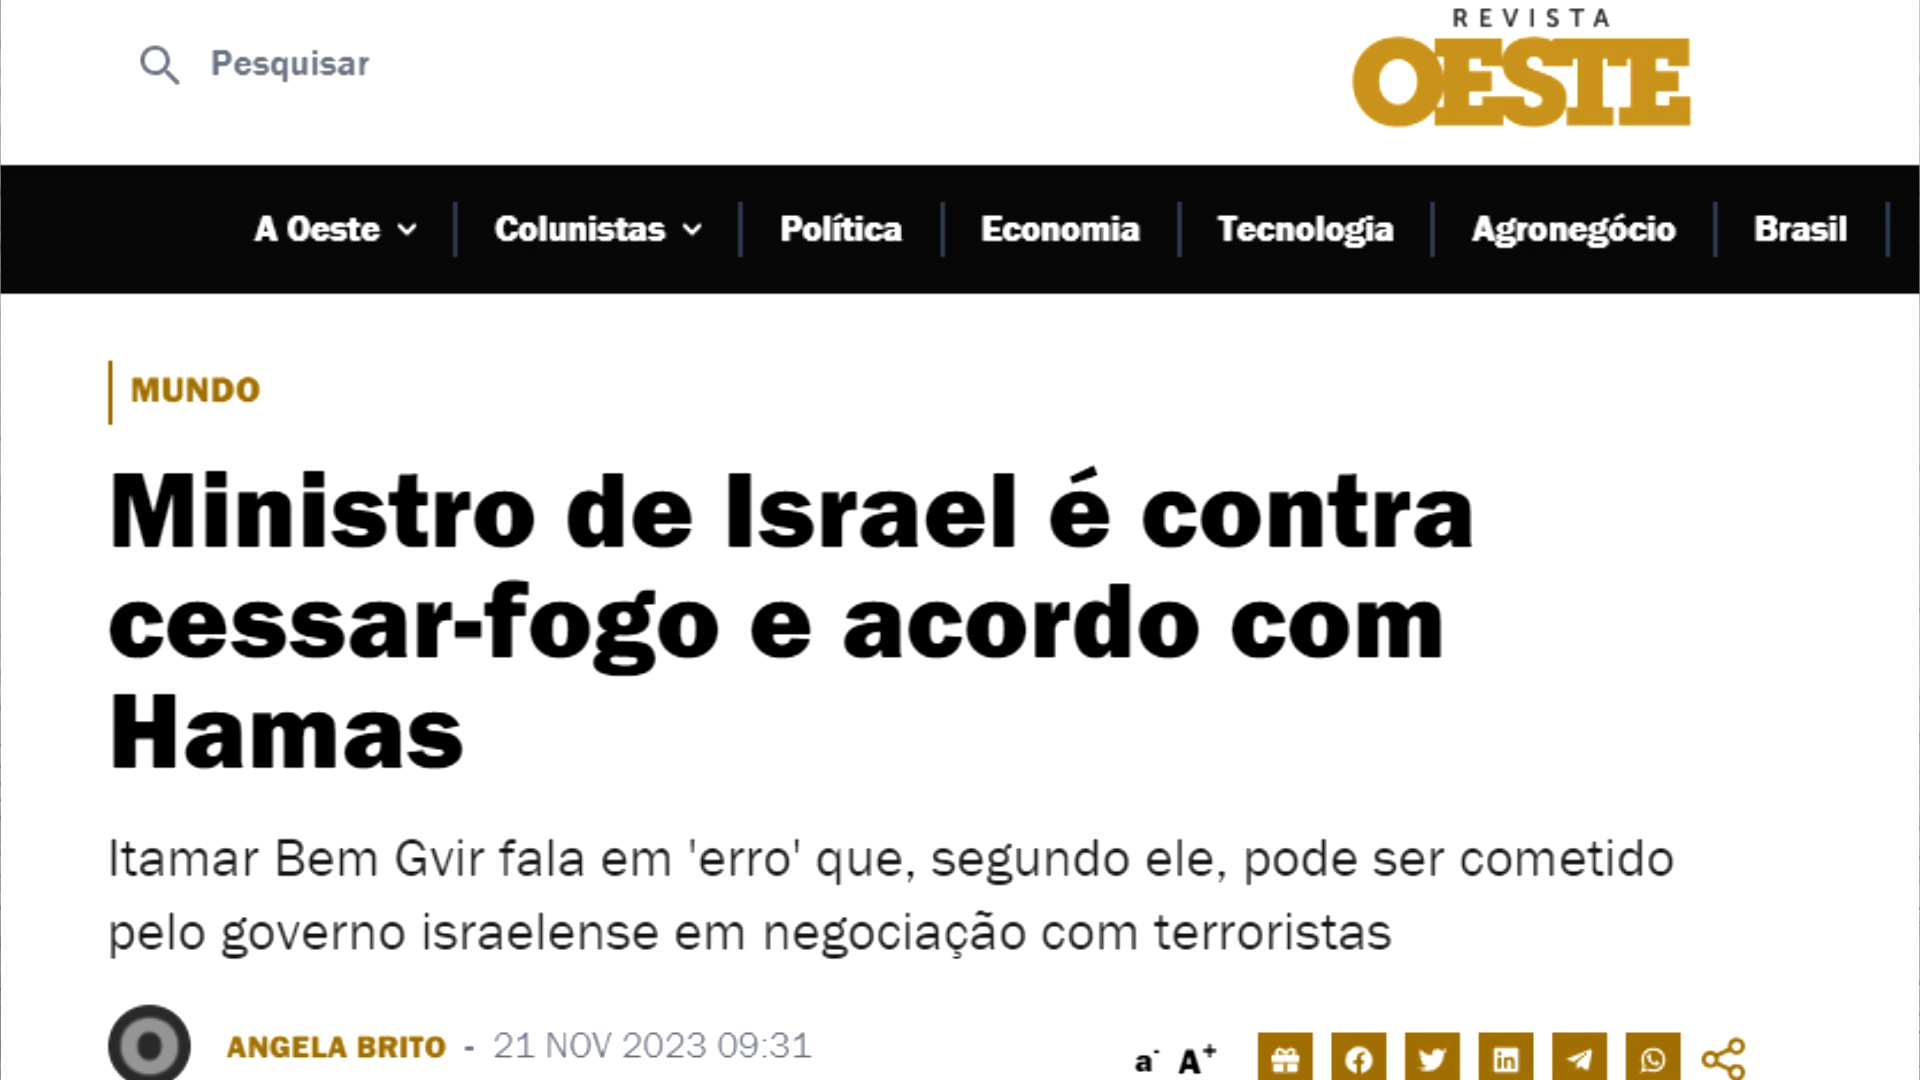 REVISTA
Pesquisar
OESTE
A Oeste
Colunistas
Política
Economia
Tecnologia
Agronegócio
Brasil
MUNDO
Ministro de Israel é contra
cessar-fogo e acordo com
Hamas
Itamar Bem Gvir fala em 'erro' que, segundo ele, pode ser cometido
pelo governo israelense em negociação com terroristas
ANGELA BRITO - 21 NOV 2023 09:31
a- A+